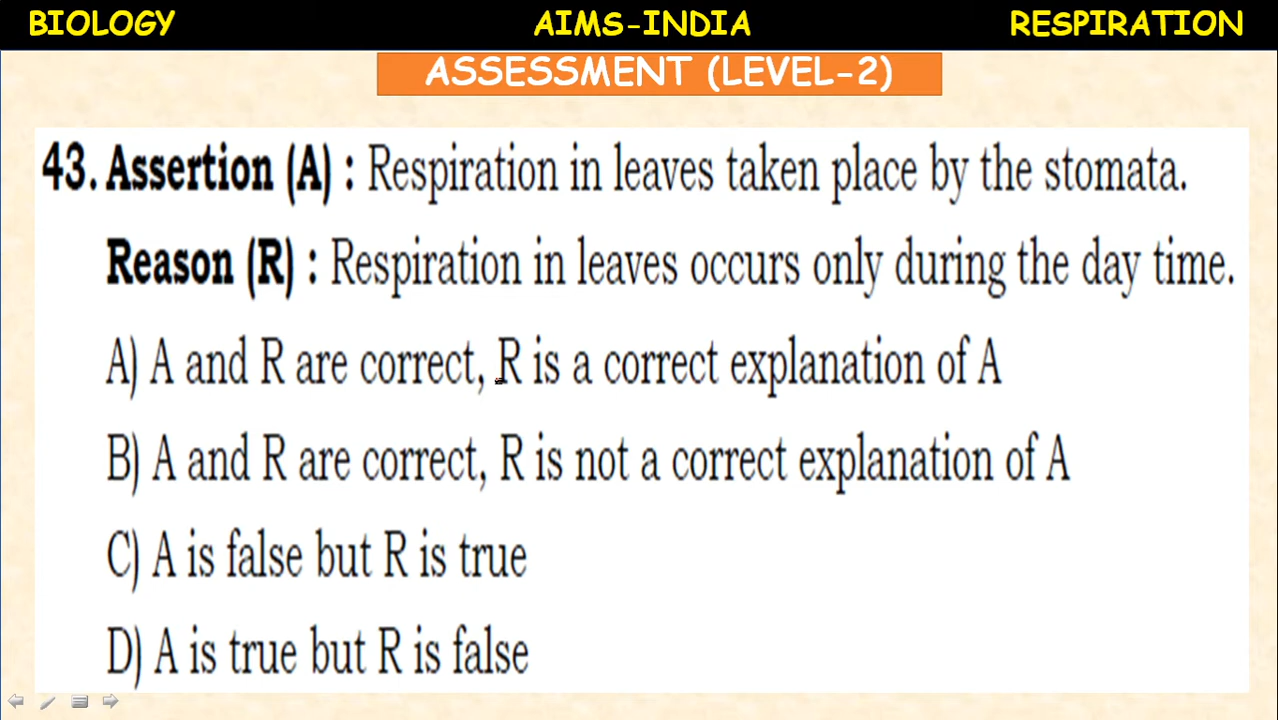 BIOLOGY AIMS-INDIA RESPIRATION
ASSESSMENT (LEVEL-2)
43. Assertion (A) : Respiration in leaves taken place by the stomata.
Reason (R) : Respiration in leaves occurs only during the day time.
A) A and R are correct, R is a correct explanation of A
B) A and R are correct, R is not a correct explanation of A
C) A is false but R is true
D) A is true but R is false